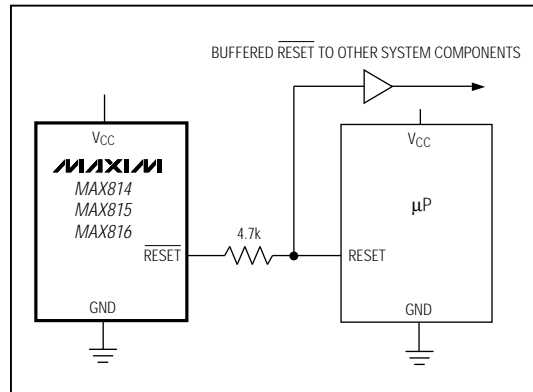 BUFFERED RESET TO OTHER SYSTEM COMPONENTS
VCC
MAXIM
MAX814
MAX815
MAX816
RESET
GND
4.7k
VCC
µP
RESET
GND